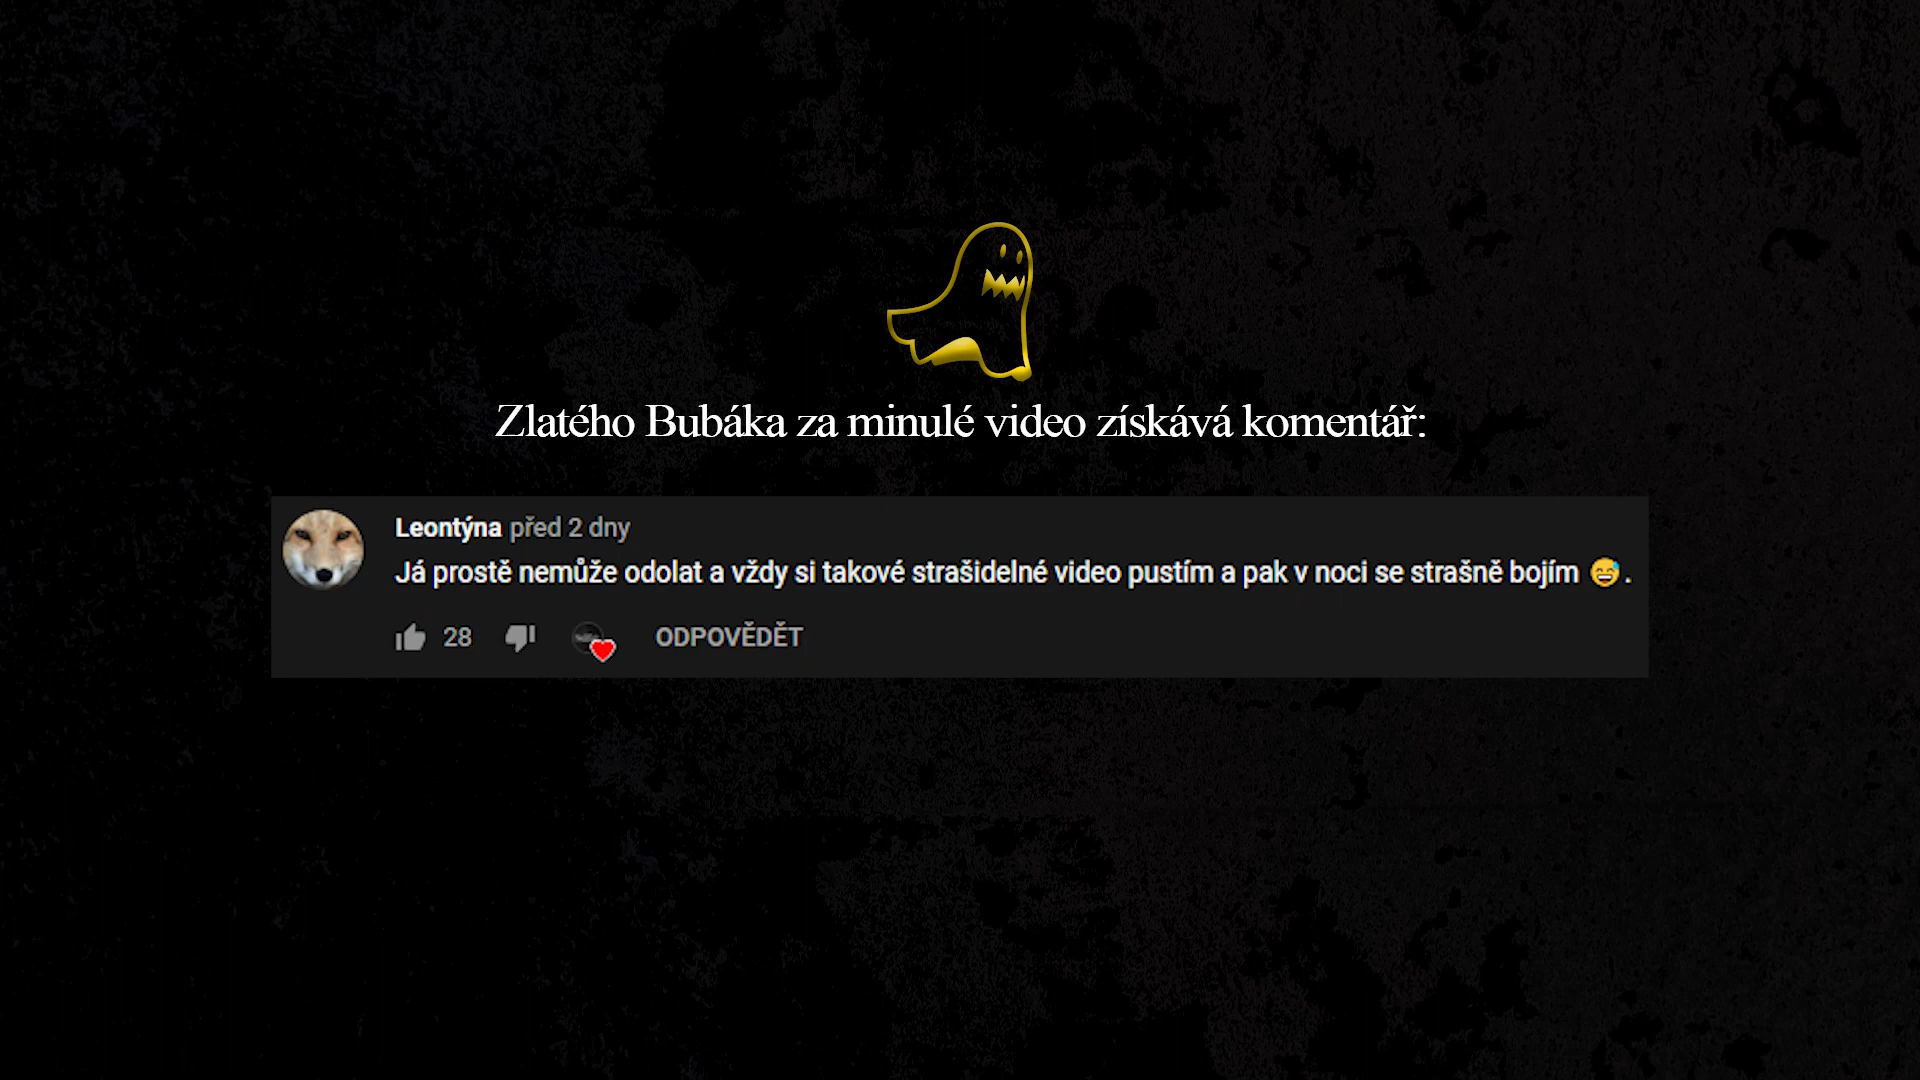 Zlatého Bubáka za minulé video získává komentář:
Leontýna před 2 dny
Já prostě nemůže odolat a vždy si takové strašidelné video pustím a pak v noci se strašně bojím 😅.
28 ODPOVĚDĚT